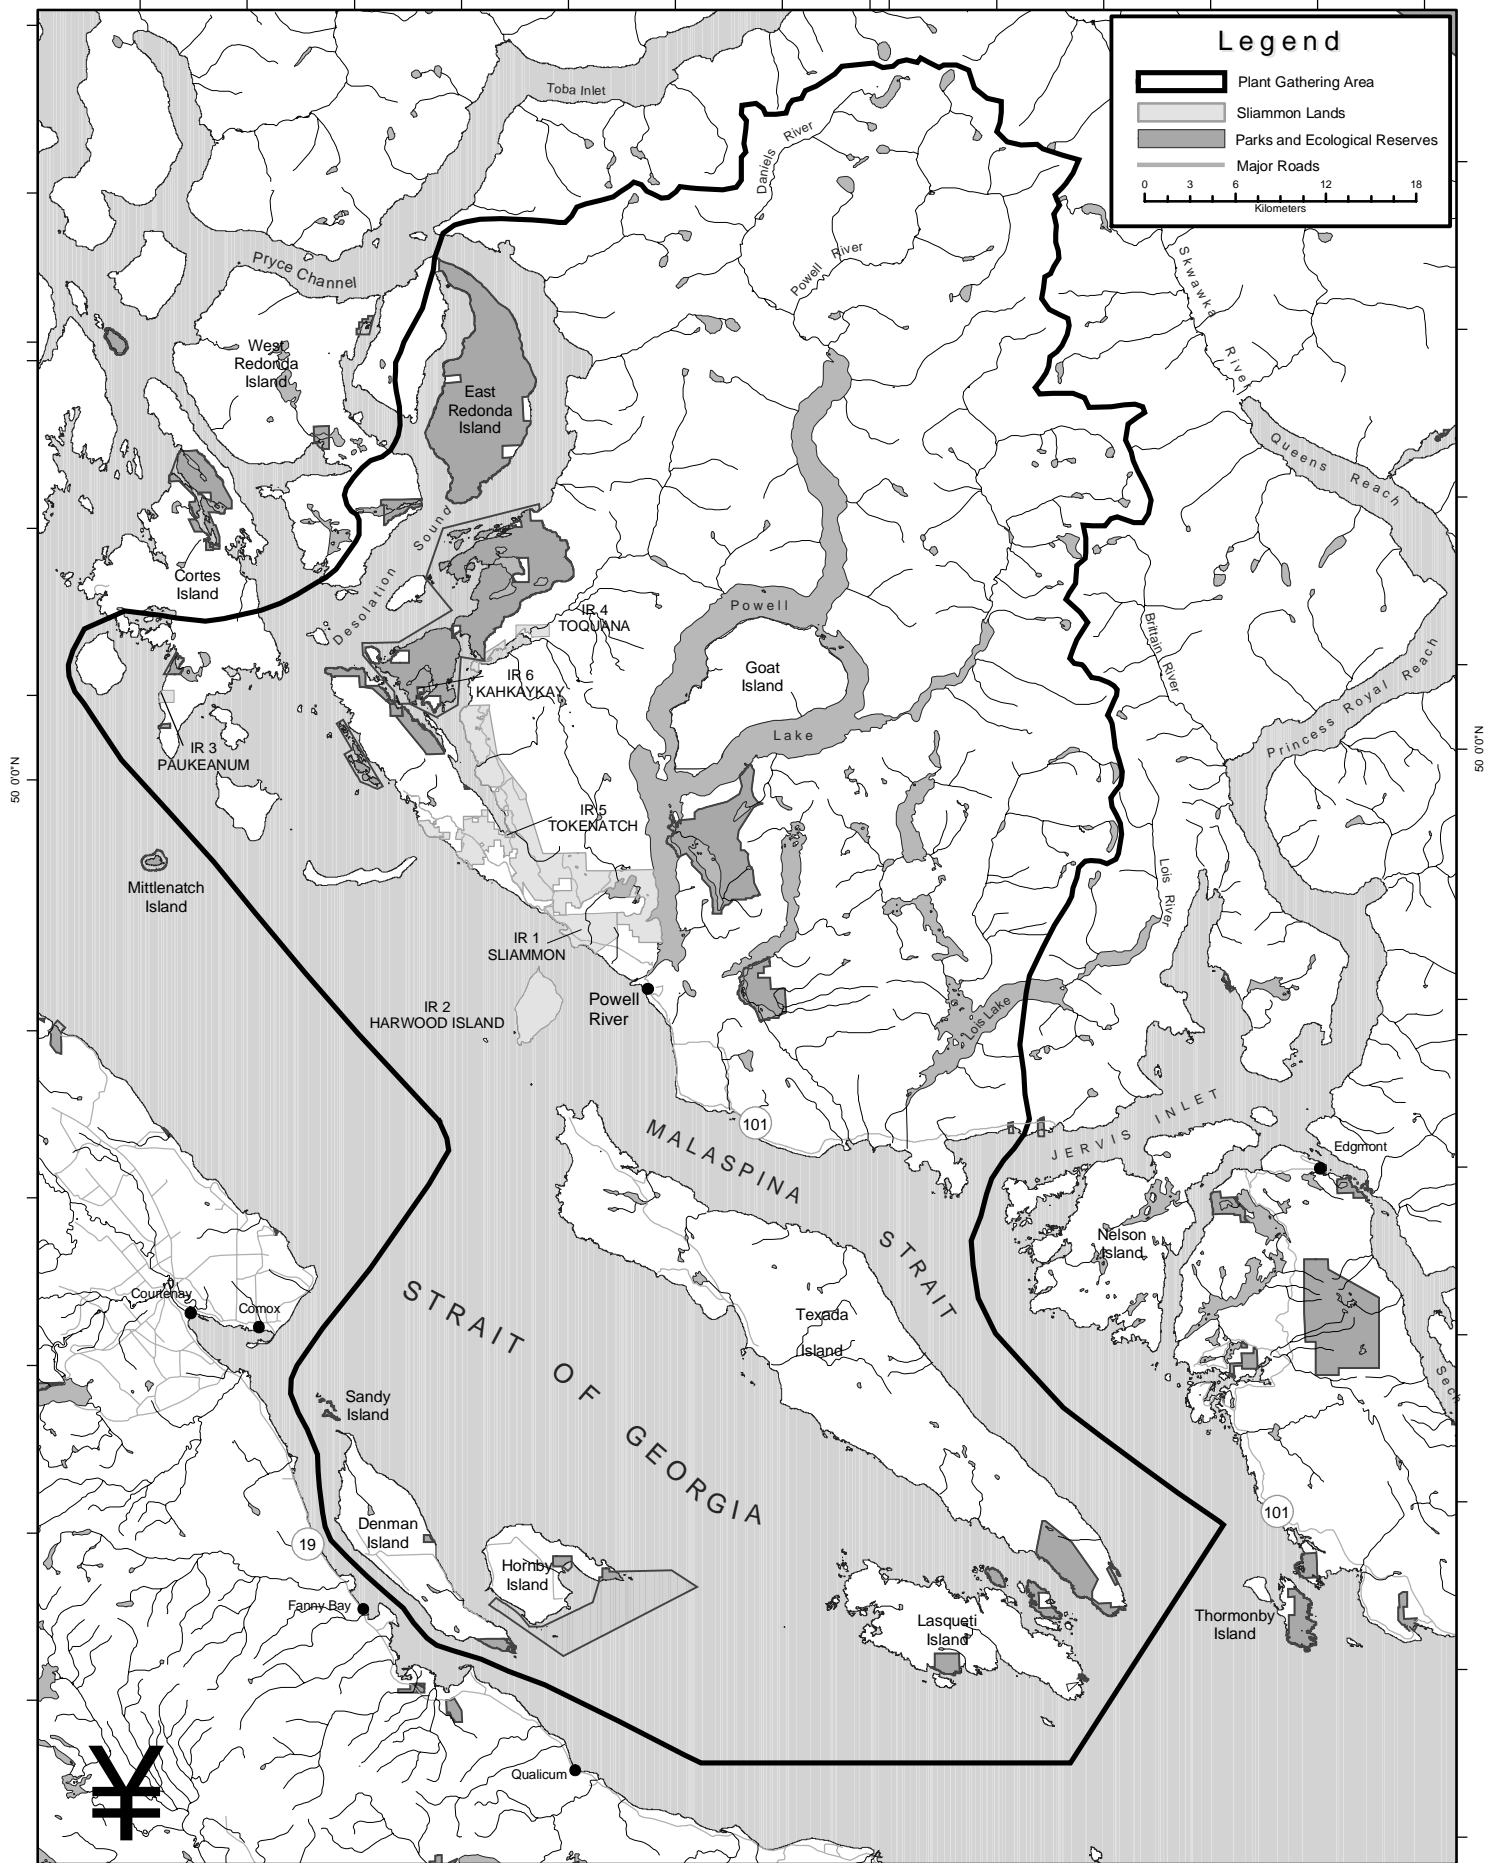 Legend
Plant Gathering Area
Sliammon Lands
Parks and Ecological Reserves
Major Roads
0 3 6 12 18
Kilometers
Toba Inlet
Daniels River
Powell River
Skwawka River
Pryce Channel
West
Redonda
Island
East
Redonda
Island
Queens Reach
Desolation Sound
Cortes
Island
IR 4
TOQUANA
Powell
Brittain River
Goat
Island
IR 6
KAHKAYKAY
Princess Royal Reach
Lake
IR 3
PAUKEANUM
50 0'0"N
50 0'0"N
IR 5
TOKENATCH
Mittlenatch
Island
Lois River
IR 1
SLIAMMON
IR 2
HARWOOD ISLAND
Powell
River
Lois Lake
101
MALASPINA STRAIT
JERVIS INLET
Edgmont
Nelson
Island
Courtenay
Comox
STRAIT OF GEORGIA
Texada
Island
Sech
Sandy
Island
Denman
Island
19
101
Hornby
Island
Fanny Bay
Lasqueti
Island
Thormonby
Island
¥
Qualicum